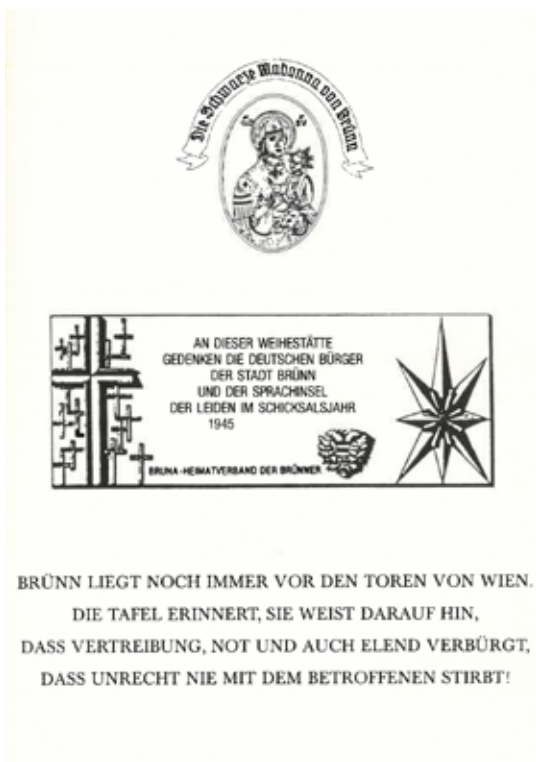 Die Schwarze Madonna von Brünn
AN DIESER WEIHESTÄTTE
GEDENKEN DIE DEUTSCHEN BÜRGER
DER STADT BRÜNN
UND DER SPRACHINSEL
DER LEIDEN IM SCHICKSALSJAHR
1945
BRUNA - HEIMATVERBAND DER BRÜNNER
BRÜNN LIEGT NOCH IMMER VOR DEN TOREN VON WIEN.
DIE TAFEL ERINNERT, SIE WEIST DARAUF HIN,
DASS VERTREIBUNG, NOT UND AUCH ELEND VERBÜRGT,
DASS UNRECHT NIE MIT DEM BETROFFENEN STIRBT!